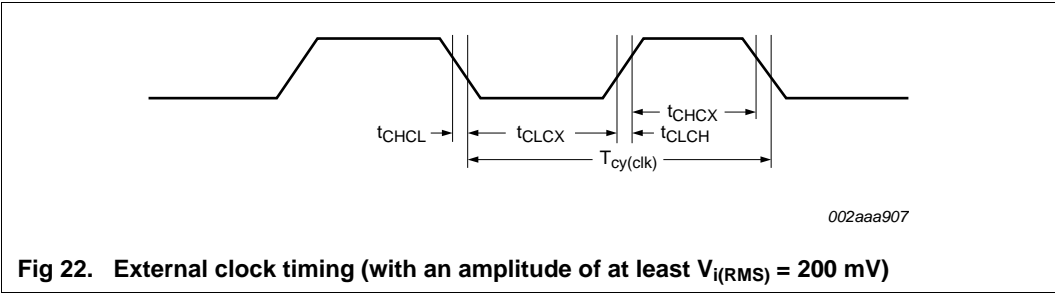 tCHCX
tCHCL tCLCX tCLCH
Tcy(clk)
002aaa907
Fig 22. External clock timing (with an amplitude of at least Vi(RMS) = 200 mV)